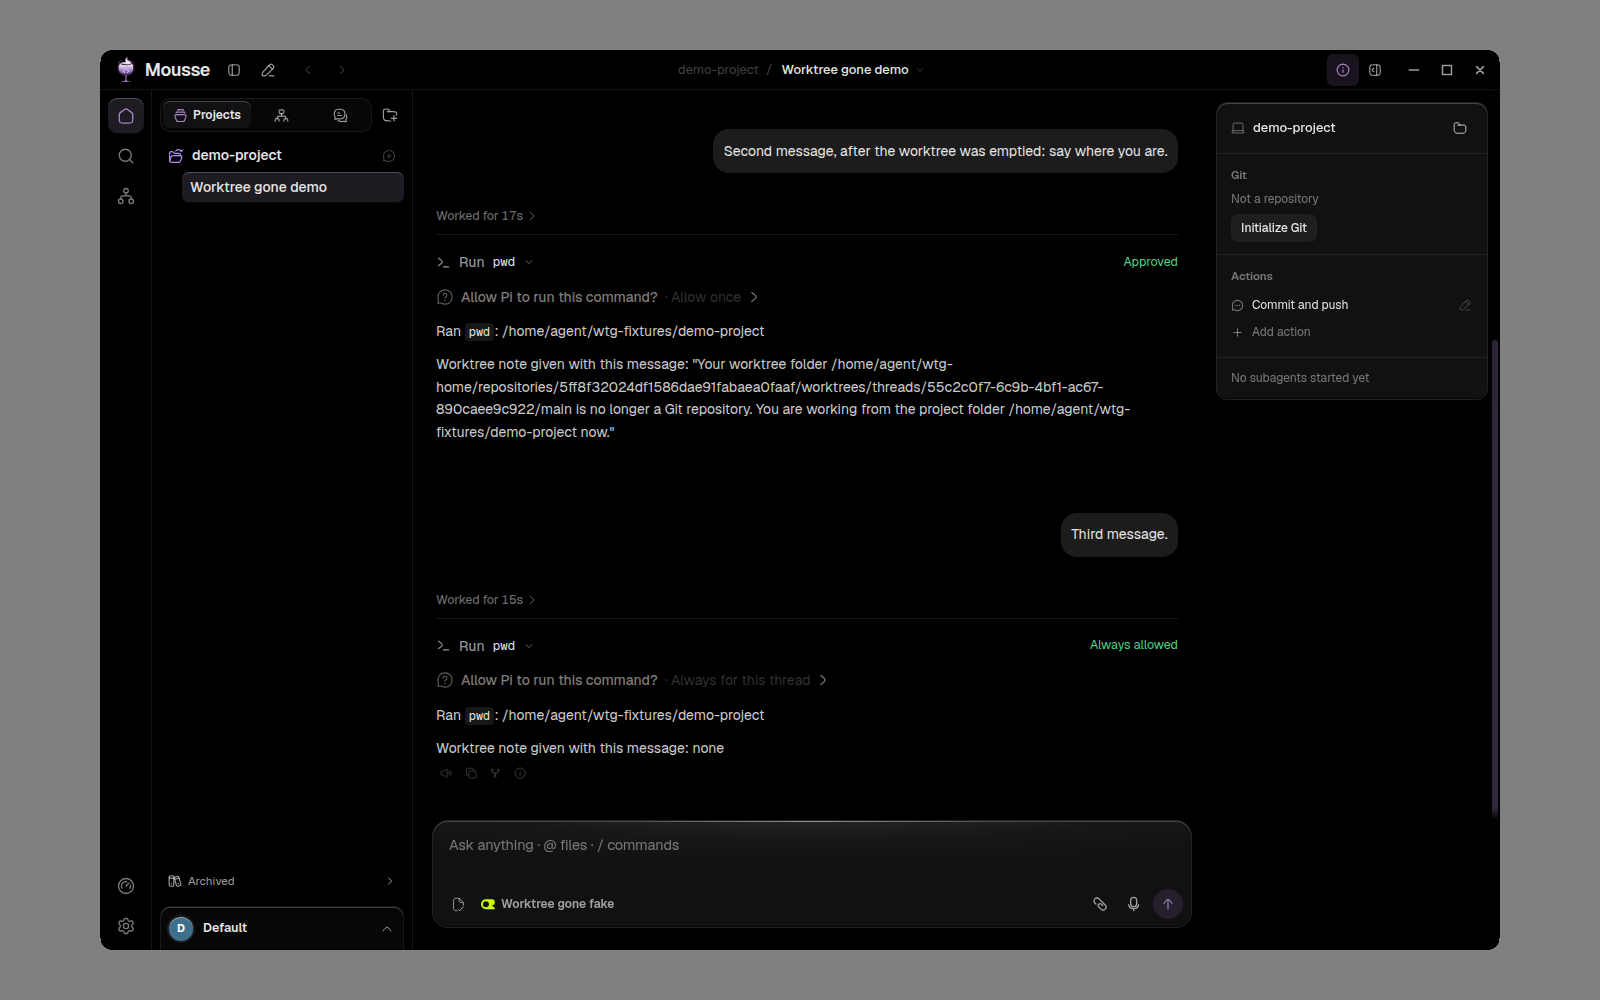 Mousse
demo-project / Worktree gone demo
Projects
demo-project
Worktree gone demo
Archived
D Default
Second message, after the worktree was emptied: say where you are.
Worked for 17s
Run pwd
Approved
Allow Pi to run this command? · Allow once
Ran pwd: /home/agent/wtg-fixtures/demo-project
Worktree note given with this message: "Your worktree folder /home/agent/wtg-
home/repositories/5ff8f32024df1586dae91fabaea0faaf/worktrees/threads/55c2c0f7-6c9b-4bf1-ac67-
890caee9c922/main is no longer a Git repository. You are working from the project folder /home/agent/wtg-
fixtures/demo-project now."
Third message.
Worked for 15s
Run pwd
Always allowed
Allow Pi to run this command? · Always for this thread
Ran pwd: /home/agent/wtg-fixtures/demo-project
Worktree note given with this message: none
Ask anything · @ files · / commands
Worktree gone fake
demo-project
Git
Not a repository
Initialize Git
Actions
Commit and push
Add action
No subagents started yet